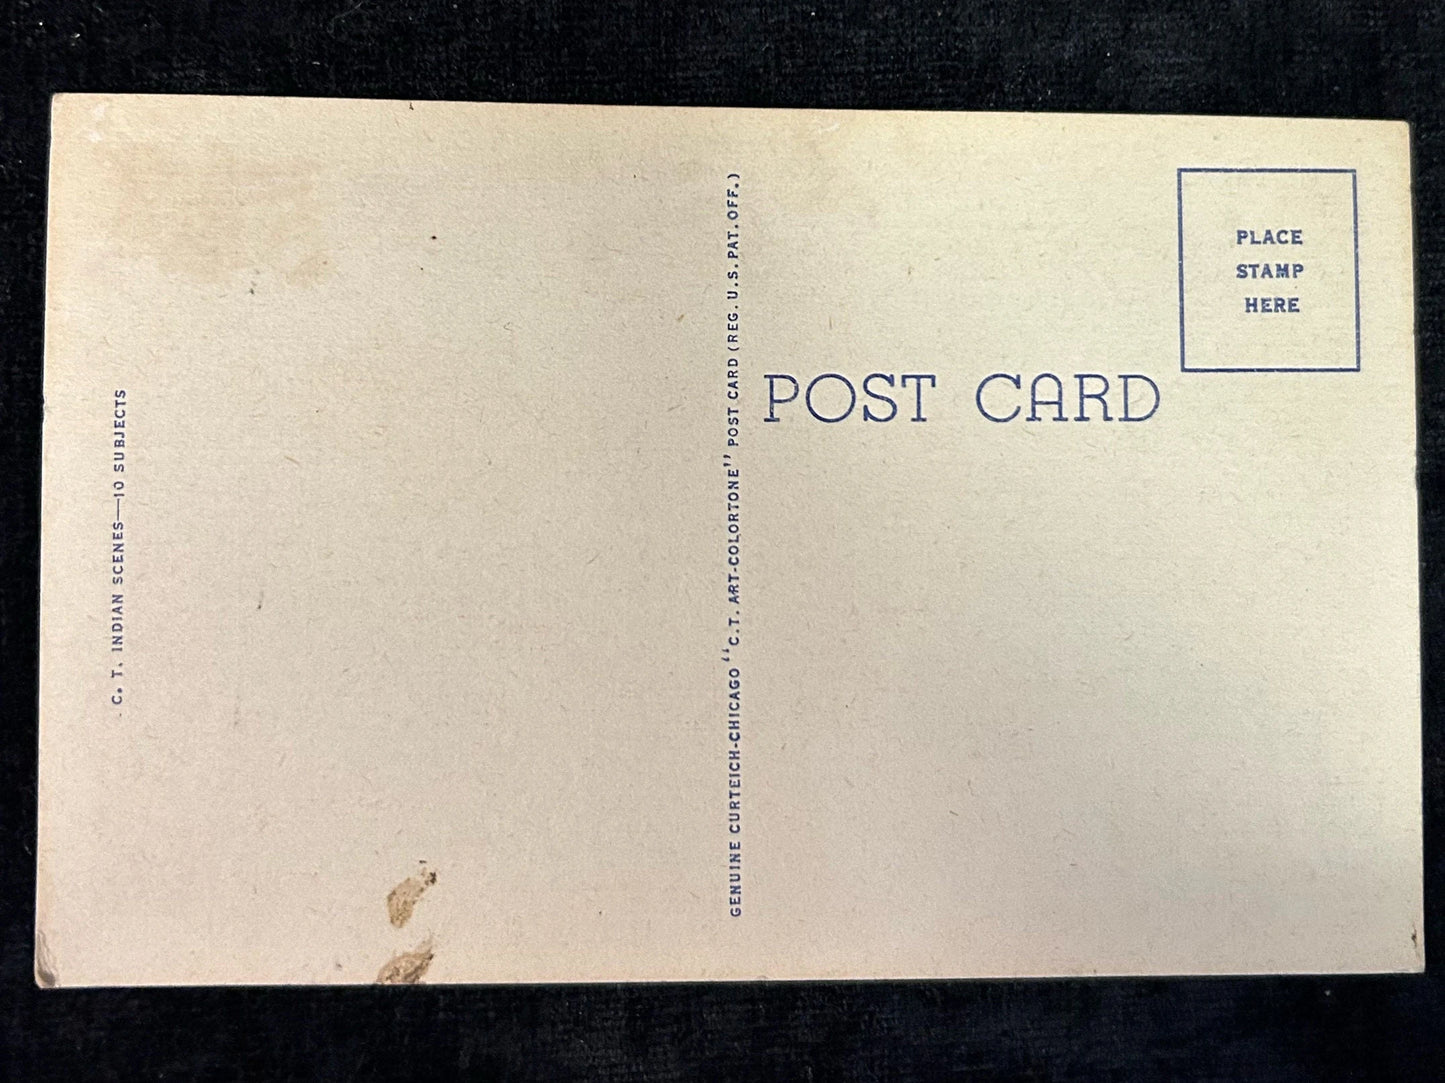 C. T. INDIAN SCENES—10 SUBJECTS
GENUINE CURTEICH-CHICAGO "C. T. ART-COLORTONE" POST CARD (REG. U. S. PAT. OFF.)
PLACE
STAMP
HERE
POST CARD